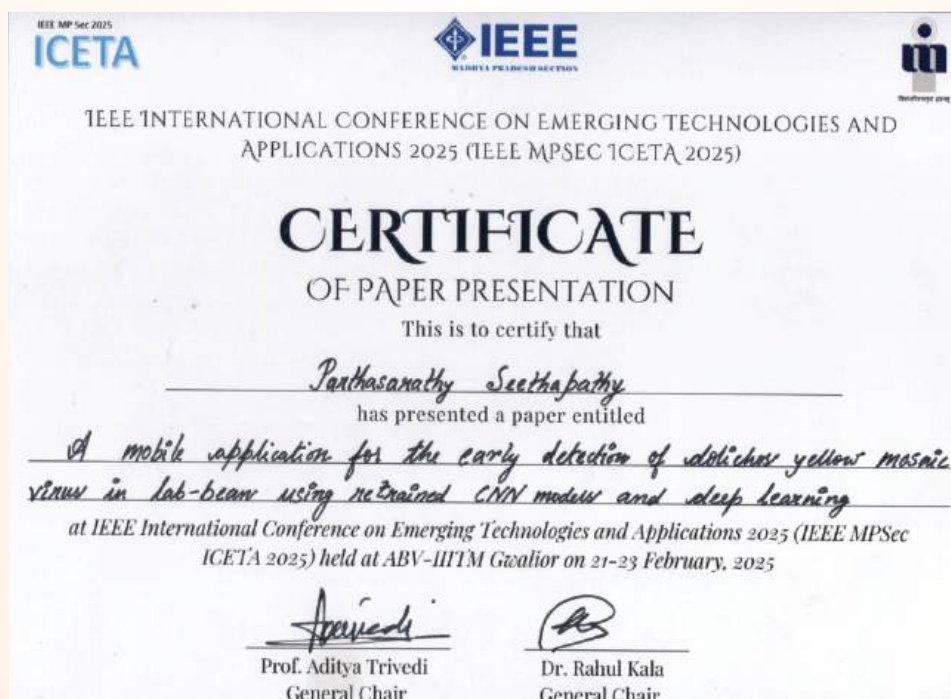 IEEE MP Sec 2025
ICETA
IEEE
MADHYA PRADESH SECTION
IEEE INTERNATIONAL CONFERENCE ON EMERGING TECHNOLOGIES AND
APPLICATIONS 2025 (IEEE MPSEC ICETA 2025)
CERTIFICATE
OF PAPER PRESENTATION
This is to certify that
Parthasarathy Seethapathy
has presented a paper entitled
A mobile application for the early detection of dolichos yellow mosaic
virus in lab-bean using retrained CNN models and deep learning
at IEEE International Conference on Emerging Technologies and Applications 2025 (IEEE MPSec
ICETA 2025) held at ABV-IIITM Gwalior on 21-23 February, 2025
Prof. Aditya Trivedi
General Chair
Dr. Rahul Kala
General Chair